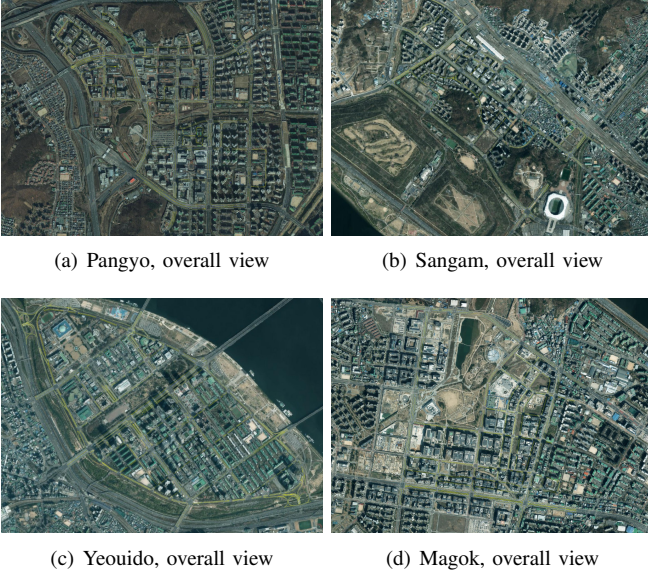 (a) Pangyo, overall view
(b) Sangam, overall view
(c) Yeouido, overall view
(d) Magok, overall view